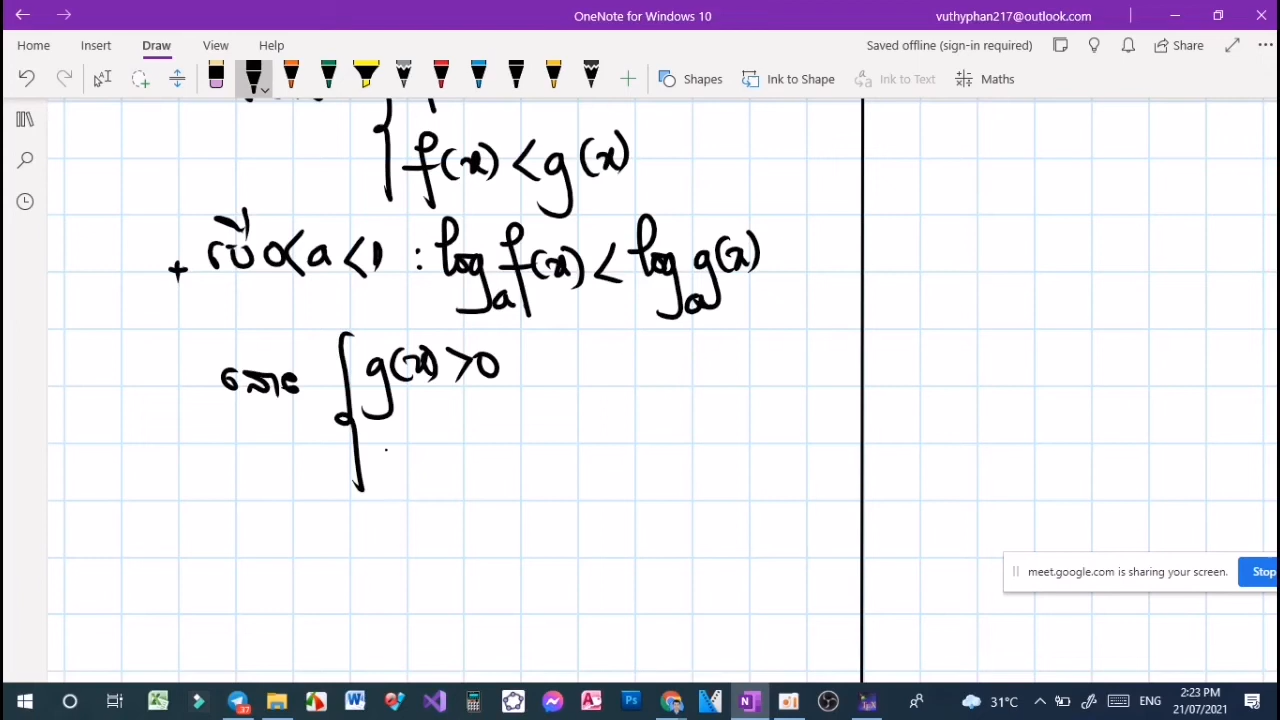 OneNote for Windows 10
vuthyphan217@outlook.com
Home Insert Draw View Help
Saved offline (sign-in required) Share
Shapes Ink to Shape Ink to Text Maths
f(x) < g(x)
+ បើ 0 < a < 1 : log_a f(x) < log_a g(x)
g(x) > 0
meet.google.com is sharing your screen. Stop
37
31°C ENG
2:23 PM
21/07/2021